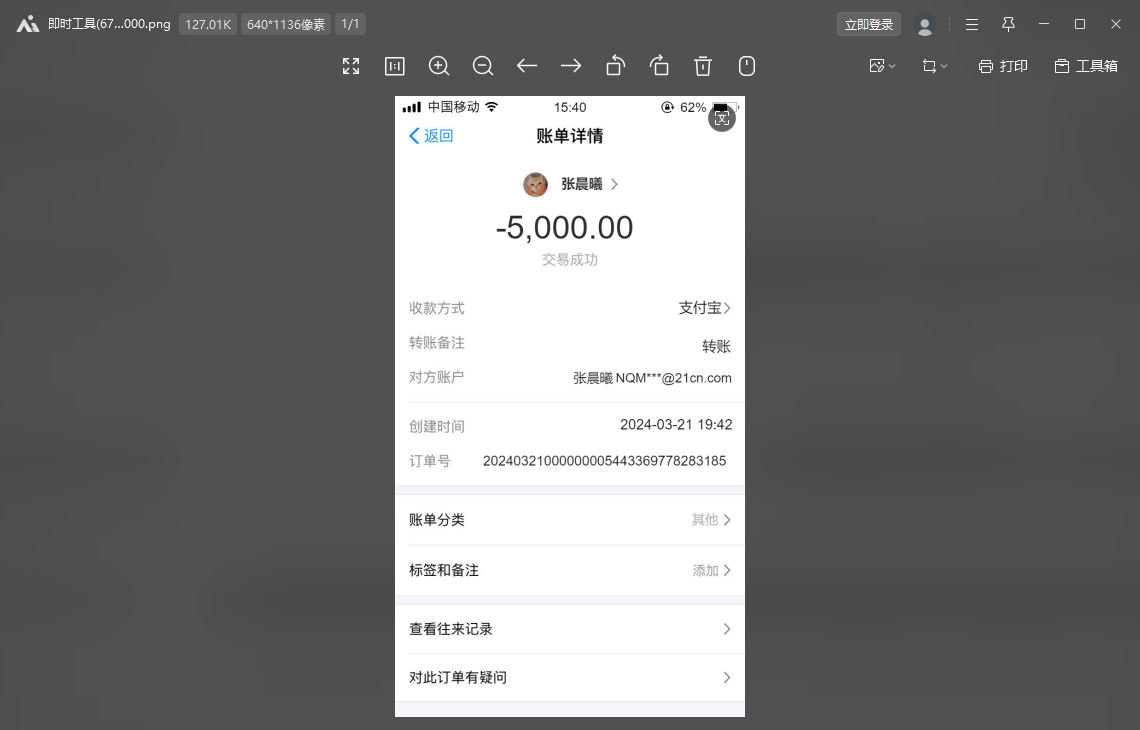 即时工具(67...000.png 127.01K 640*1136像素 1/1 立即登录
打印 工具箱
中国移动 15:40 62%
文
返回 账单详情
张晨曦
-5,000.00
交易成功
收款方式 支付宝
转账备注 转账
对方账户 张晨曦 NQM***@21cn.com
创建时间 2024-03-21 19:42
订单号 20240321000000005443369778283185
账单分类 其他
标签和备注 添加
查看往来记录
对此订单有疑问